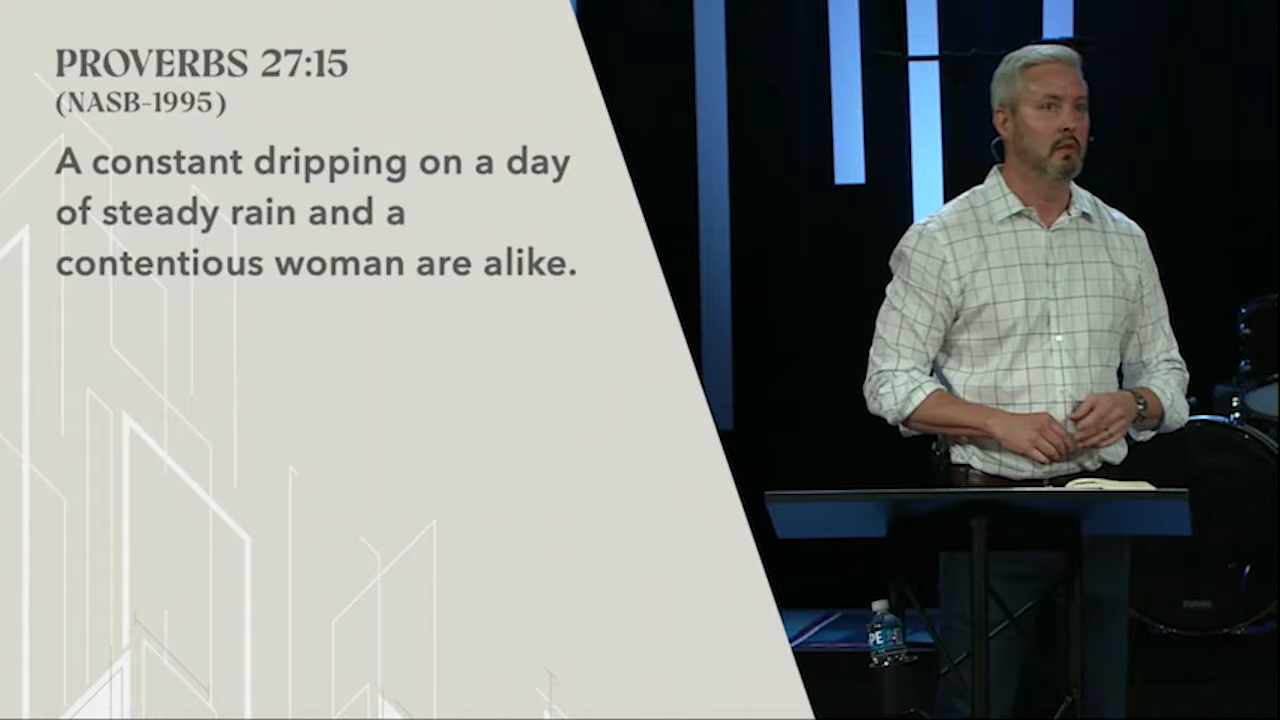 PROVERBS 27:15
(NASB-1995)
A constant dripping on a day
of steady rain and a
contentious woman are alike.